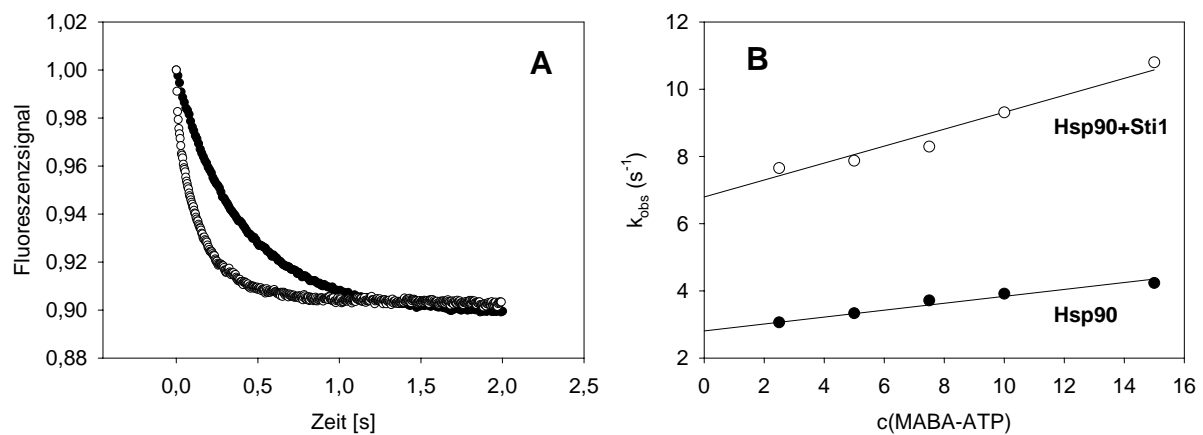 A
Fluoreszenzsignal
1,02
1,00
0,98
0,96
0,94
0,92
0,90
0,88
0,0 0,5 1,0 1,5 2,0 2,5
Zeit [s]
B
k_obs (s⁻¹)
12
10
8
6
4
2
Hsp90+Sti1
Hsp90
0 2 4 6 8 10 12 14 16
c(MABA-ATP)